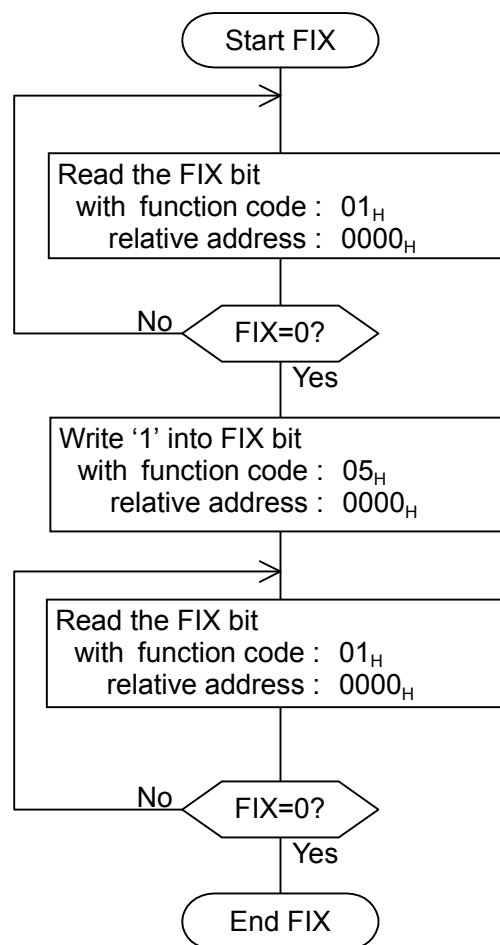 Start FIX
Read the FIX bit
with function code : 01H
relative address : 0000H
No
FIX=0?
Yes
Write ‘1’ into FIX bit
with function code : 05H
relative address : 0000H
Read the FIX bit
with function code : 01H
relative address : 0000H
No
FIX=0?
Yes
End FIX